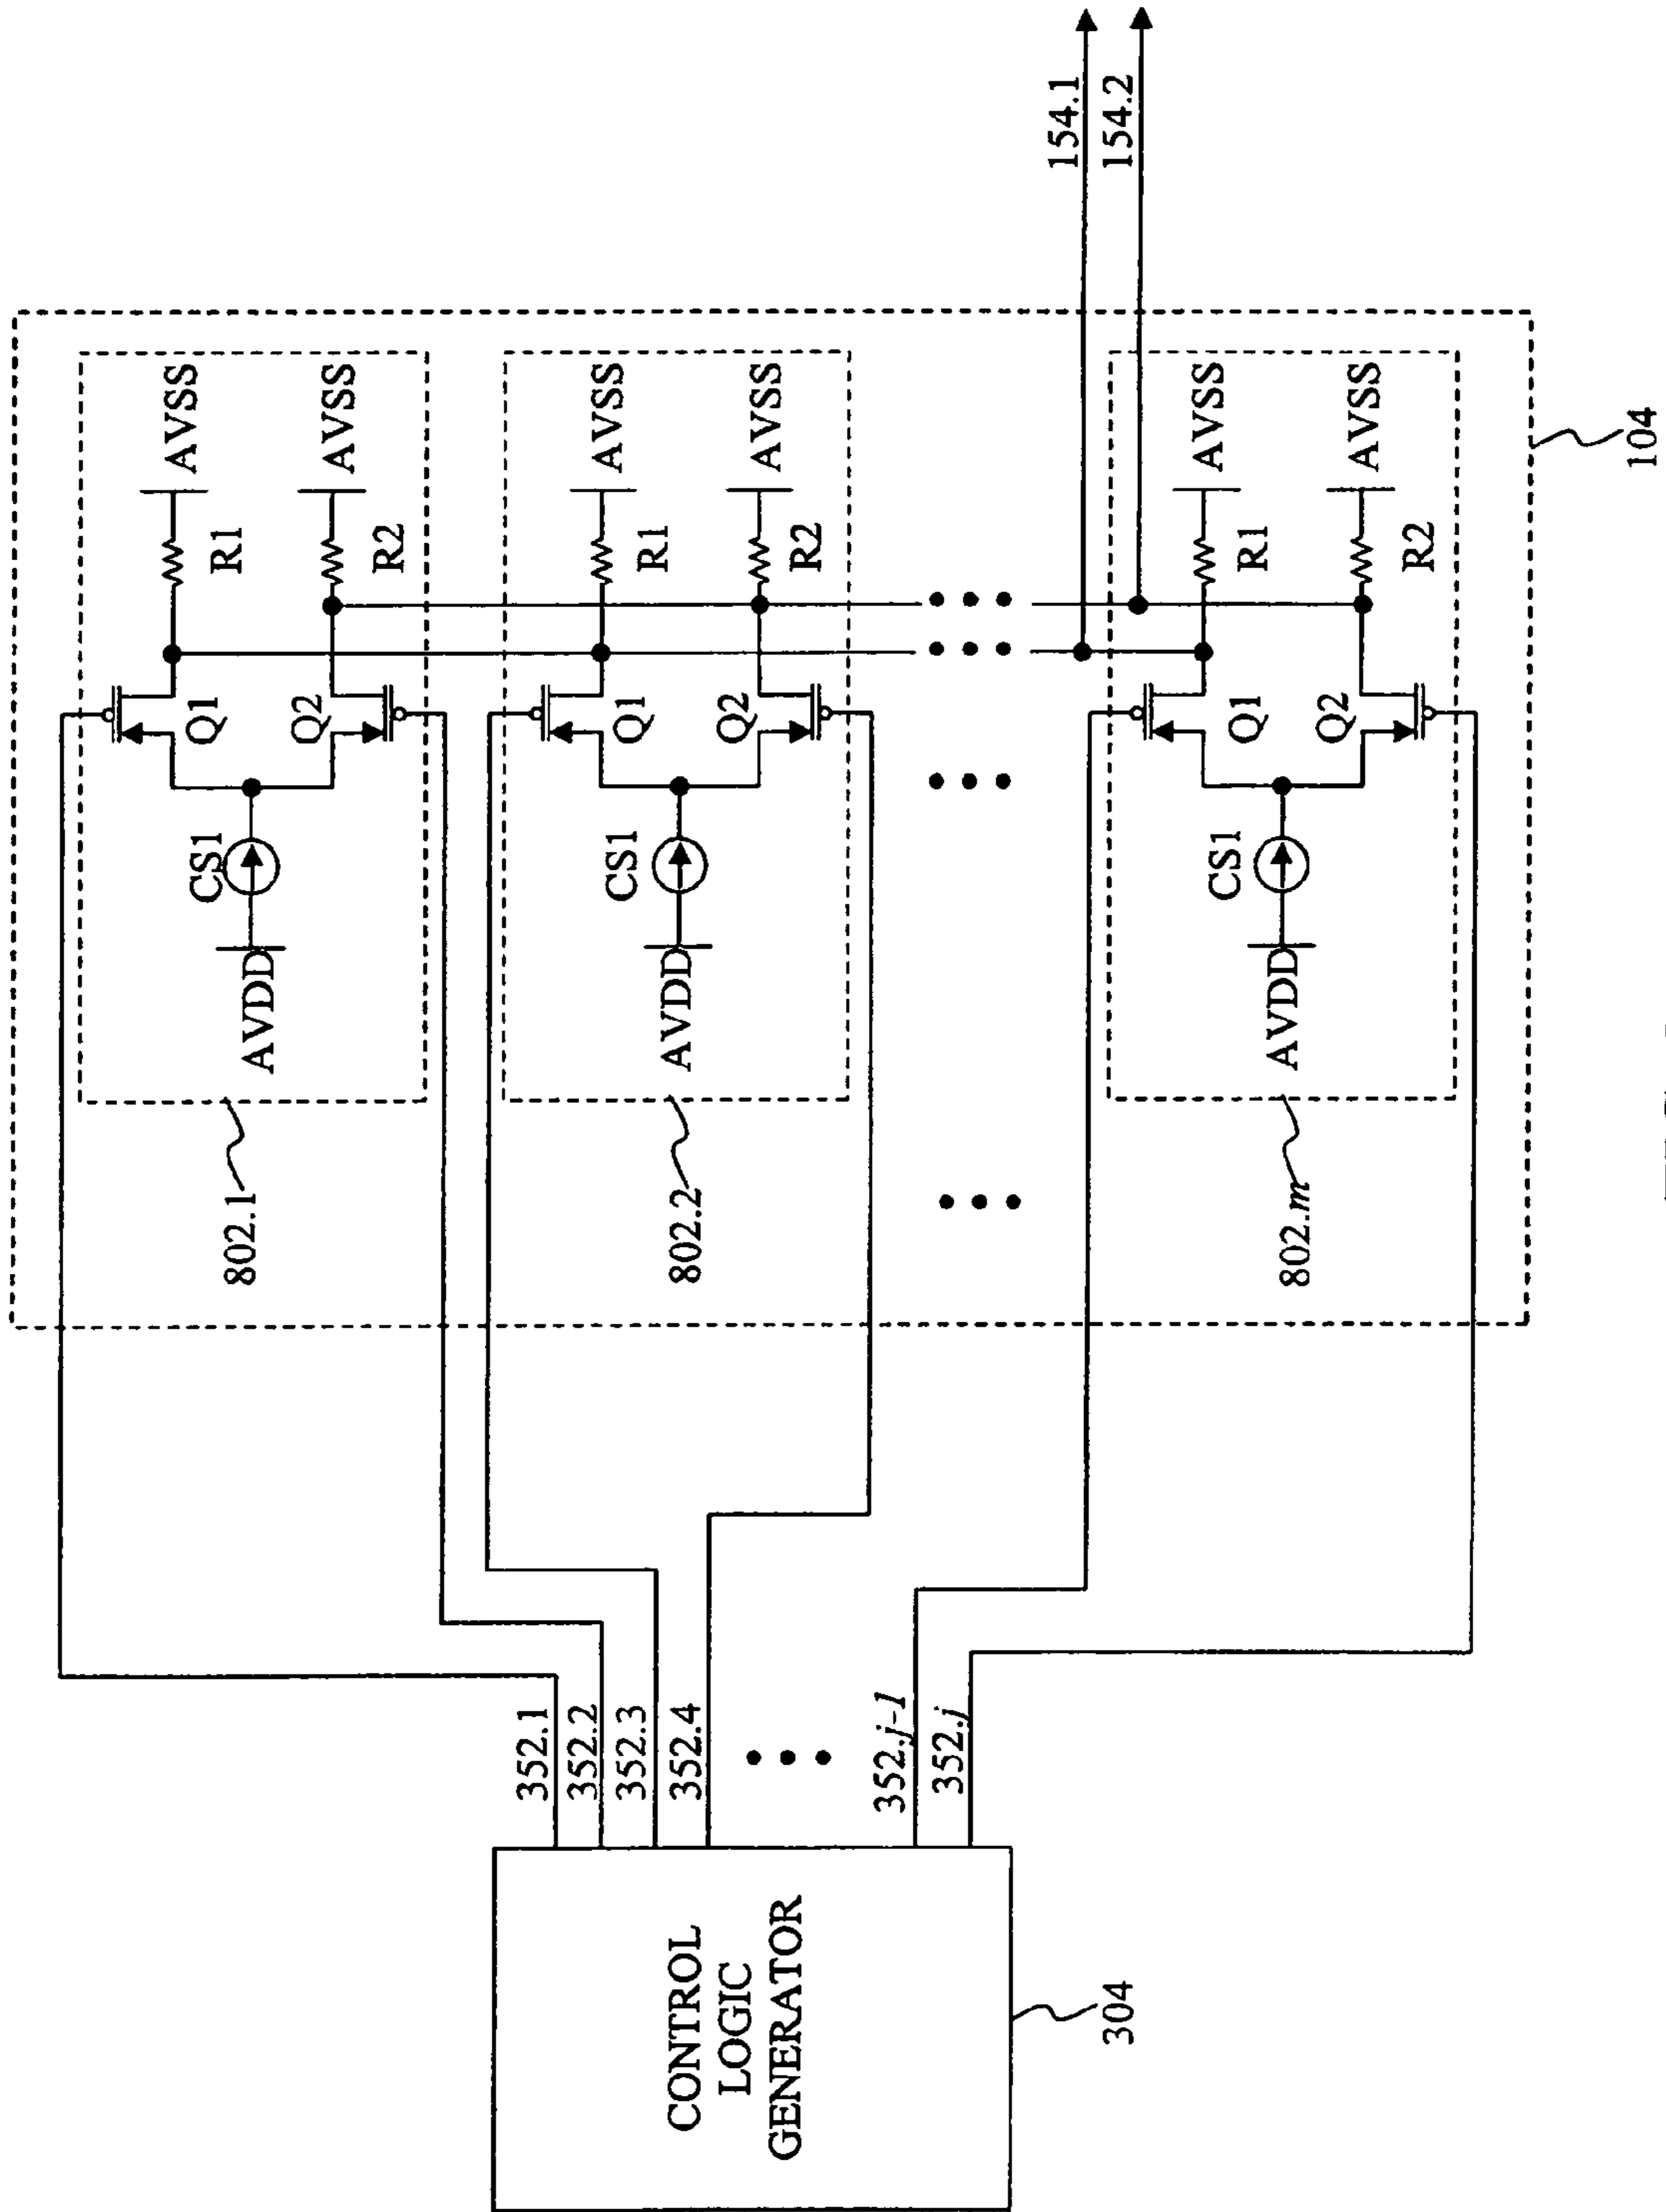 CONTROL
LOGIC
GENERATOR
304
352.1
352.2
352.3
352.4
352.j-1
352.j
802.1
AVDD
CS1
Q1
Q2
R1
R2
AVSS
AVSS
802.2
AVDD
CS1
Q1
Q2
R1
R2
AVSS
AVSS
802.m
AVDD
CS1
Q1
Q2
R1
R2
AVSS
AVSS
154.1
154.2
104